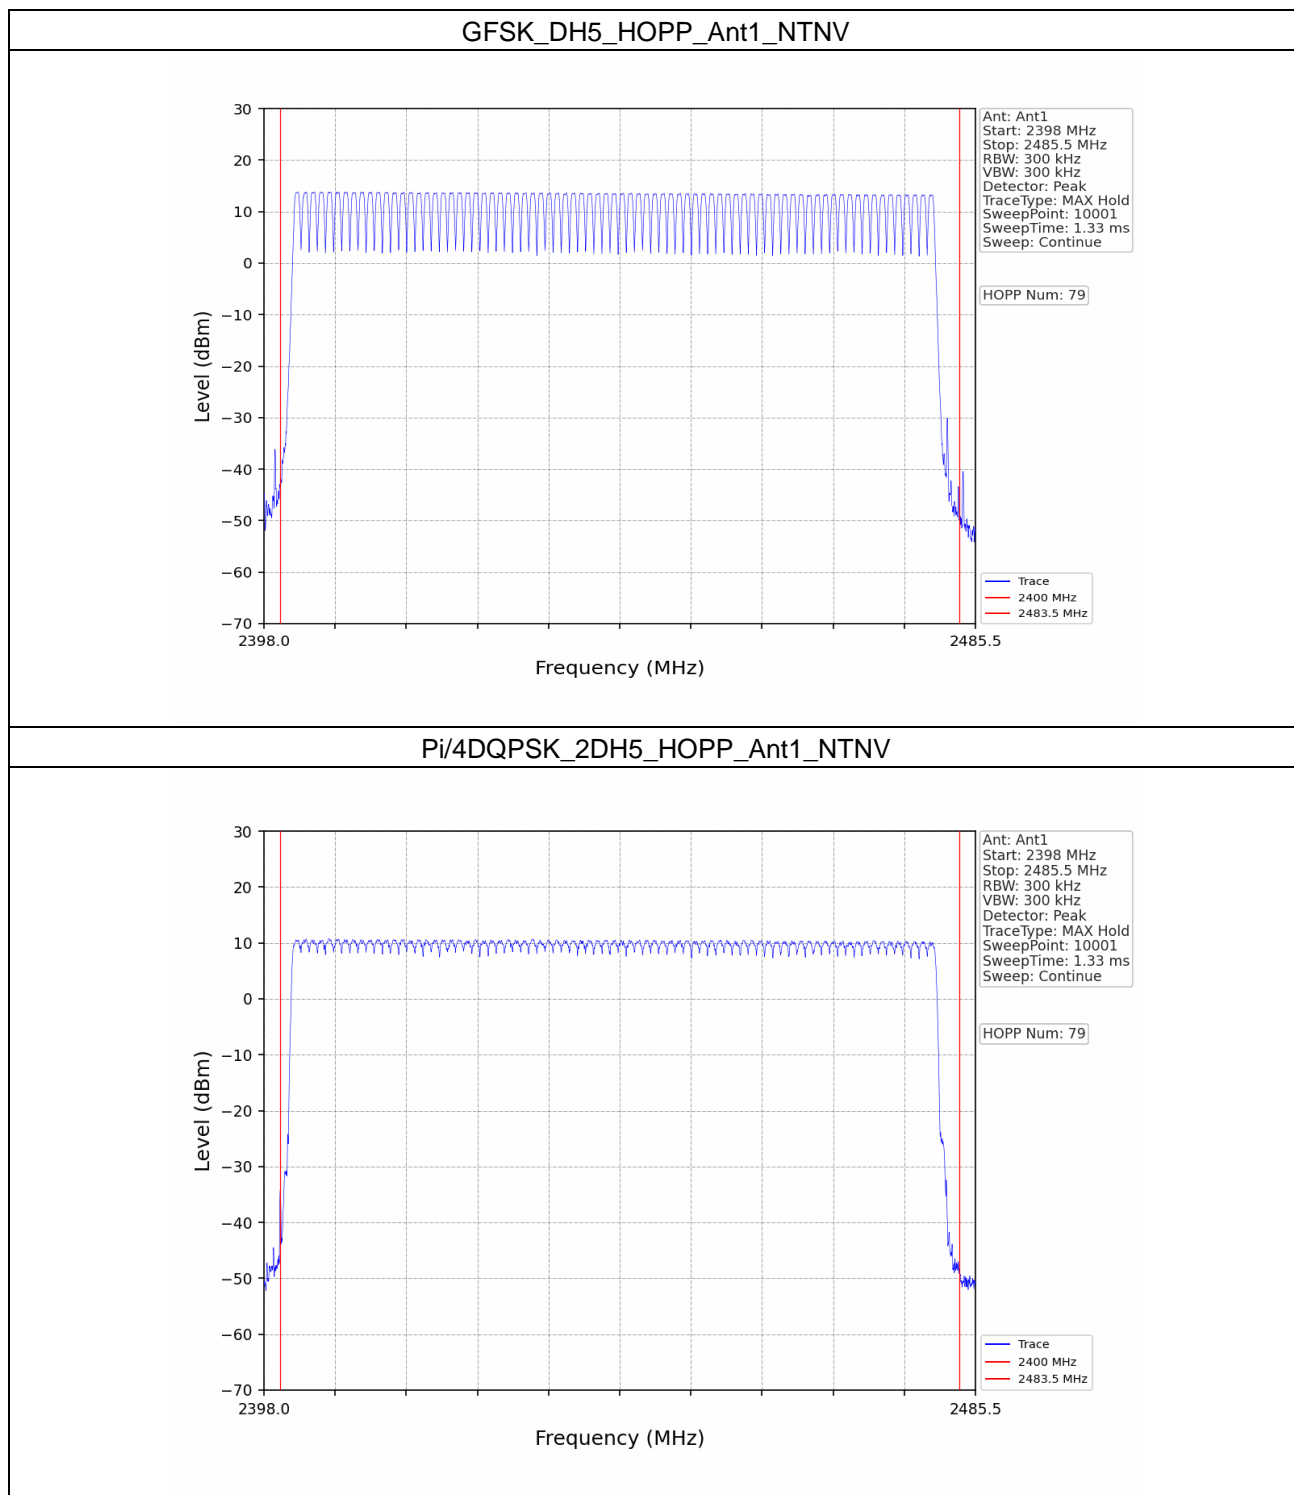 GFSK_DH5_HOPP_Ant1_NTNV
30
20
10
0
−10
−20
−30
−40
−50
−60
−70
Level (dBm)
2398.0
2485.5
Frequency (MHz)
Ant: Ant1
Start: 2398 MHz
Stop: 2485.5 MHz
RBW: 300 kHz
VBW: 300 kHz
Detector: Peak
TraceType: MAX Hold
SweepPoint: 10001
SweepTime: 1.33 ms
Sweep: Continue
HOPP Num: 79
Trace
2400 MHz
2483.5 MHz
Pi/4DQPSK_2DH5_HOPP_Ant1_NTNV
30
20
10
0
−10
−20
−30
−40
−50
−60
−70
Level (dBm)
2398.0
2485.5
Frequency (MHz)
Ant: Ant1
Start: 2398 MHz
Stop: 2485.5 MHz
RBW: 300 kHz
VBW: 300 kHz
Detector: Peak
TraceType: MAX Hold
SweepPoint: 10001
SweepTime: 1.33 ms
Sweep: Continue
HOPP Num: 79
Trace
2400 MHz
2483.5 MHz